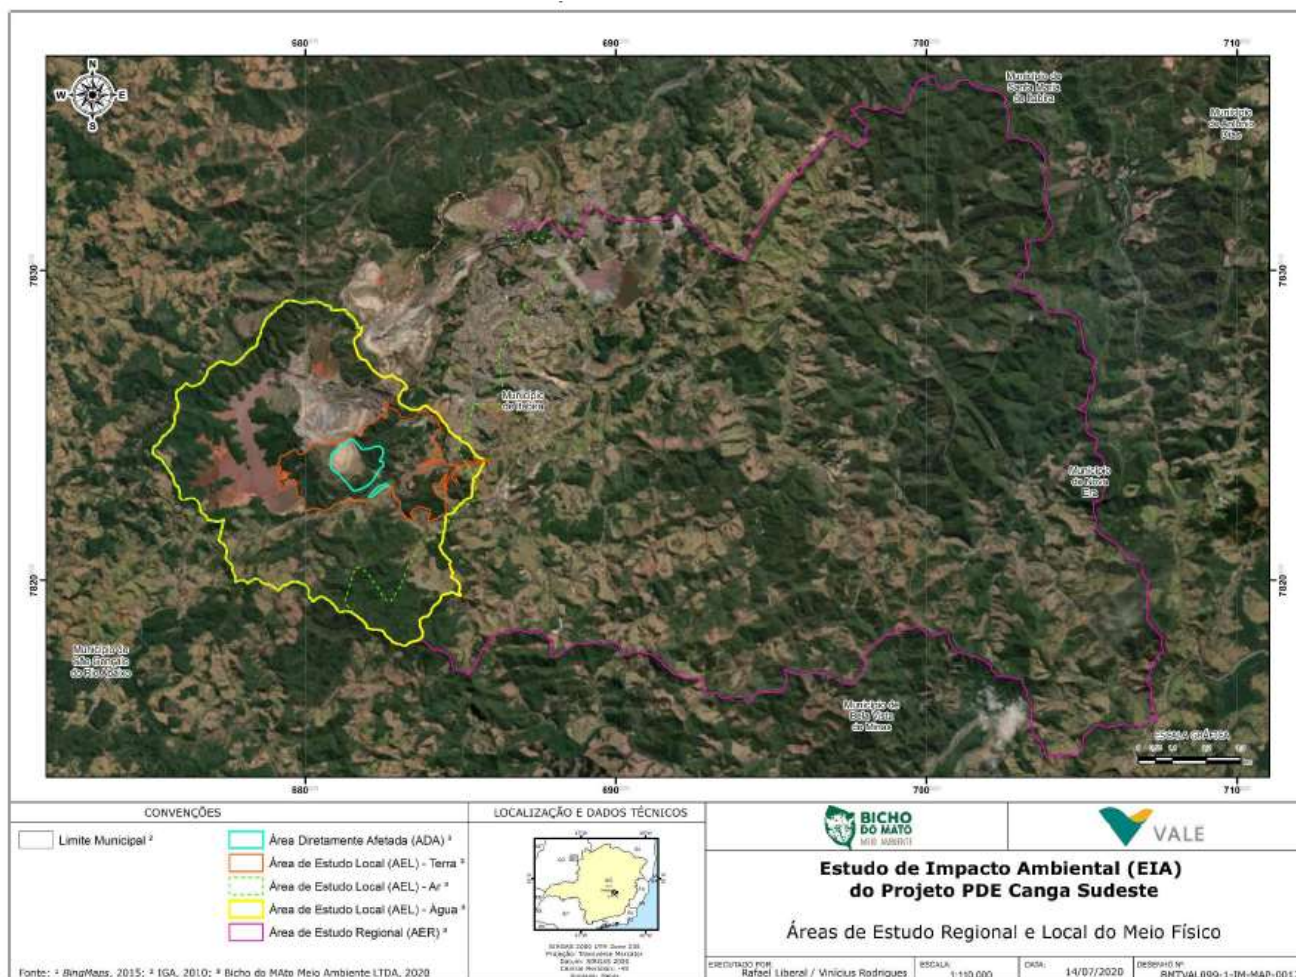 680
690
700
710
N
W E
S
Município de
Santa Maria
de Itabira
Município
de Antônio
Dias
7830
7830
Município
de Itabira
Município
de Nova
Era
7820
7820
Município de
São Gonçalo
do Rio Abaixo
Município de
Bela Vista
de Minas
ESCALA GRÁFICA
680
690
700
710
CONVENÇÕES
Limite Municipal ²
Área Diretamente Afetada (ADA) ³
Área de Estudo Local (AEL) - Terra ³
Área de Estudo Local (AEL) - Ar ³
Área de Estudo Local (AEL) - Água ³
Área de Estudo Regional (AER) ³
Fonte: ¹ BingMaps, 2015; ² IGA, 2010; ³ Bicho do MAto Meio Ambiente LTDA, 2020
LOCALIZAÇÃO E DADOS TÉCNICOS
BICHO
DO MATO
MEIO AMBIENTE
VALE
Estudo de Impacto Ambiental (EIA)
do Projeto PDE Canga Sudeste
Áreas de Estudo Regional e Local do Meio Físico
EXECUTADO POR:
Rafael Liberal / Vinícius Rodrigues
ESCALA:
1:110.000
DATA:
14/07/2020
DESENHO Nº